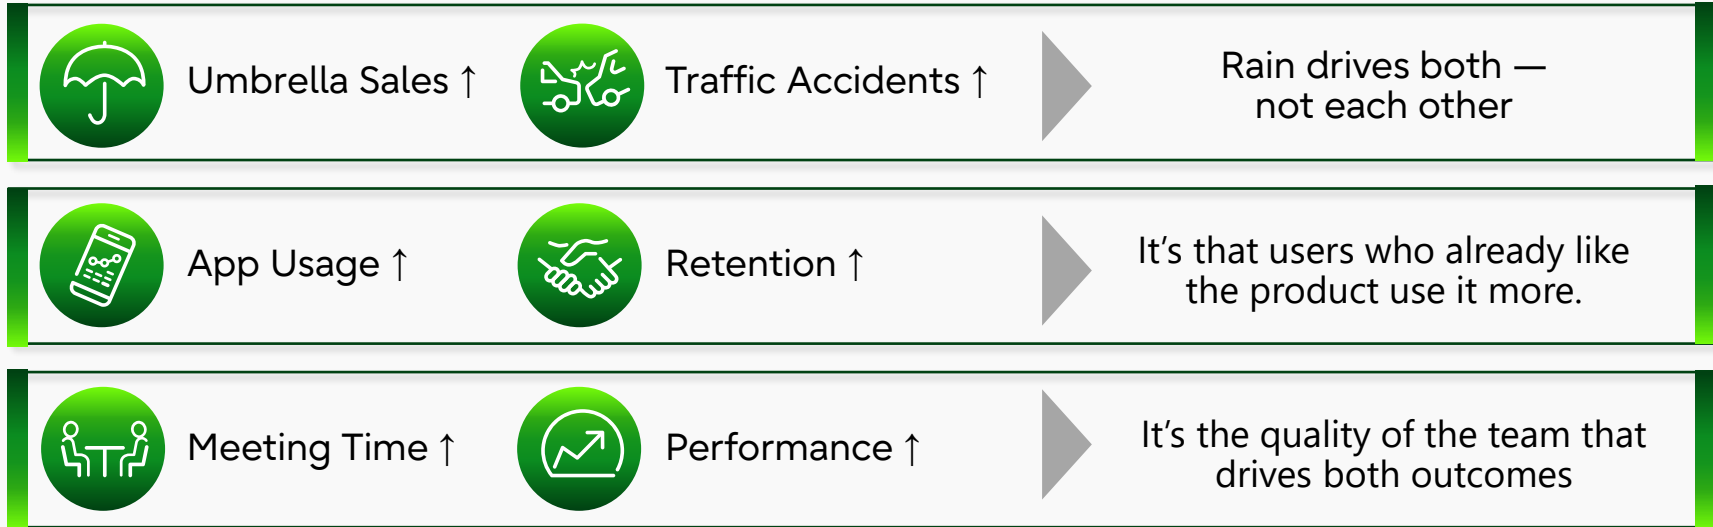 Umbrella Sales ↑
Traffic Accidents ↑
Rain drives both —
not each other
App Usage ↑
Retention ↑
It's that users who already like
the product use it more.
Meeting Time ↑
Performance ↑
It's the quality of the team that
drives both outcomes